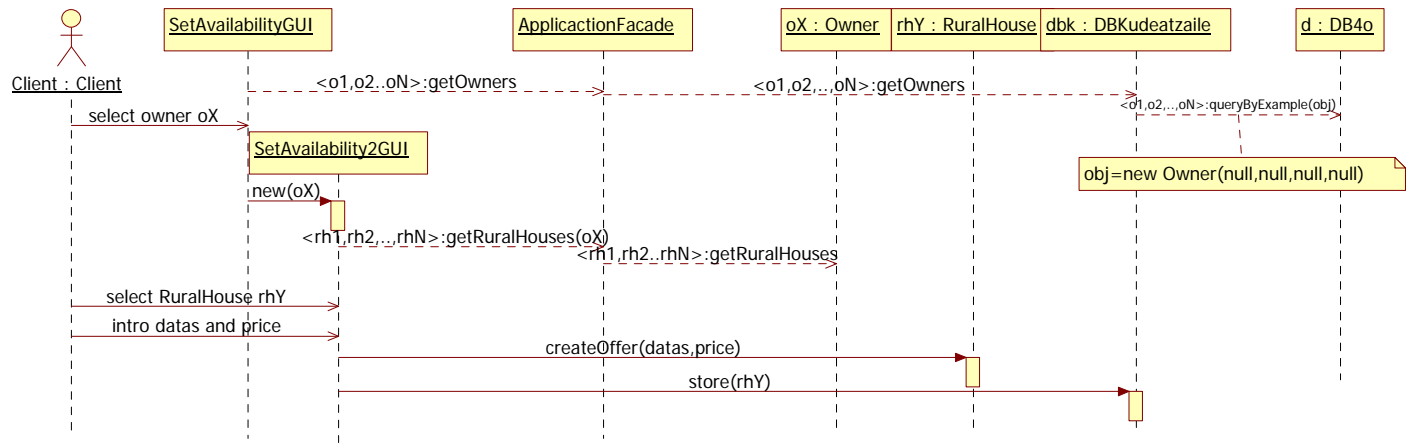 SetAvailabilityGUI
ApplicactionFacade
oX : Owner
rhY : RuralHouse
dbk : DBKudeatzaile
d : DB4o
Client : Client
<o1,o2..oN>:getOwners
<o1,o2,..,oN>:getOwners
<o1,o2,..,oN>:queryByExample(obj)
select owner oX
SetAvailability2GUI
obj=new Owner(null,null,null,null)
new(oX)
<rh1,rh2,..,rhN>:getRuralHouses(oX)
<rh1,rh2..rhN>:getRuralHouses
select RuralHouse rhY
intro datas and price
createOffer(datas,price)
store(rhY)